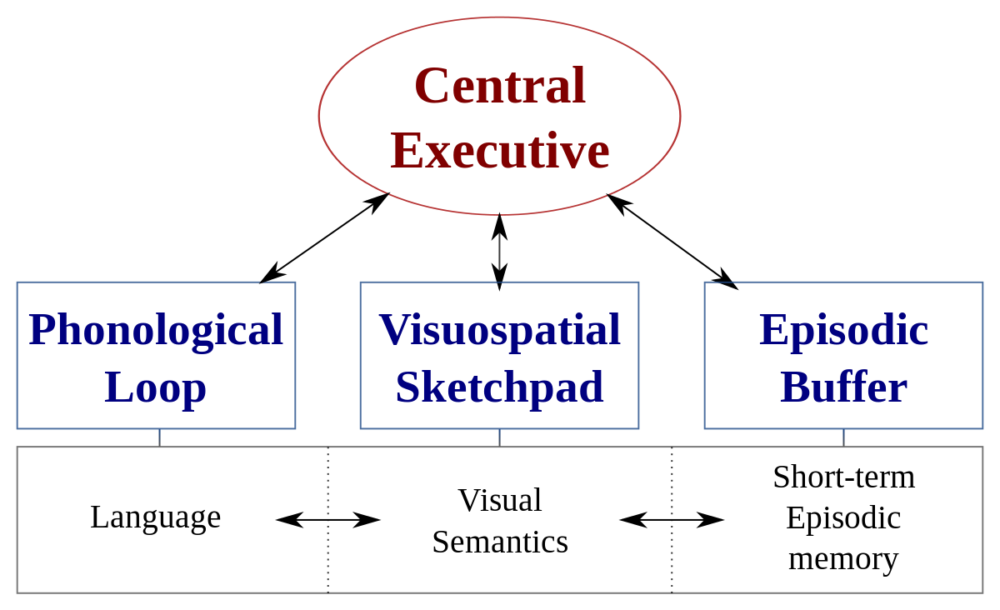 Central
Executive
Phonological
Loop
Visuospatial
Sketchpad
Episodic
Buffer
Language
Visual
Semantics
Short-term
Episodic
memory